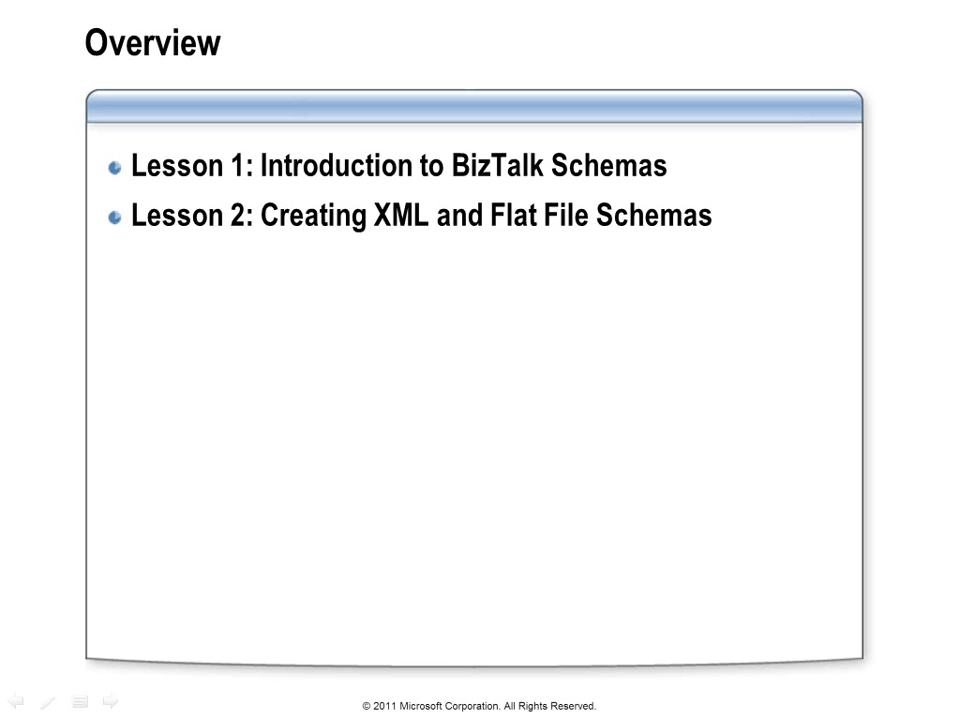 Overview
Lesson 1: Introduction to BizTalk Schemas
Lesson 2: Creating XML and Flat File Schemas
© 2011 Microsoft Corporation. All Rights Reserved.